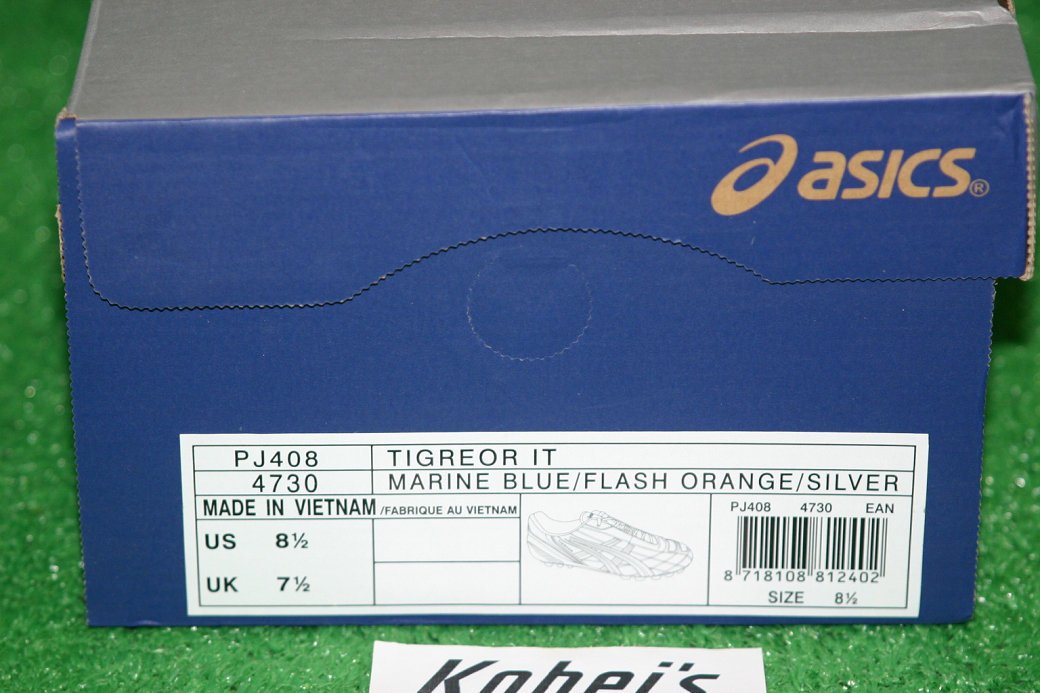 asics®
PJ408 TIGREOR IT
4730 MARINE BLUE/FLASH ORANGE/SILVER
MADE IN VIETNAM /FABRIQUE AU VIETNAM
PJ408 4730 EAN
US 8½
UK 7½
8 718108 812402
SIZE 8½
Kohei's